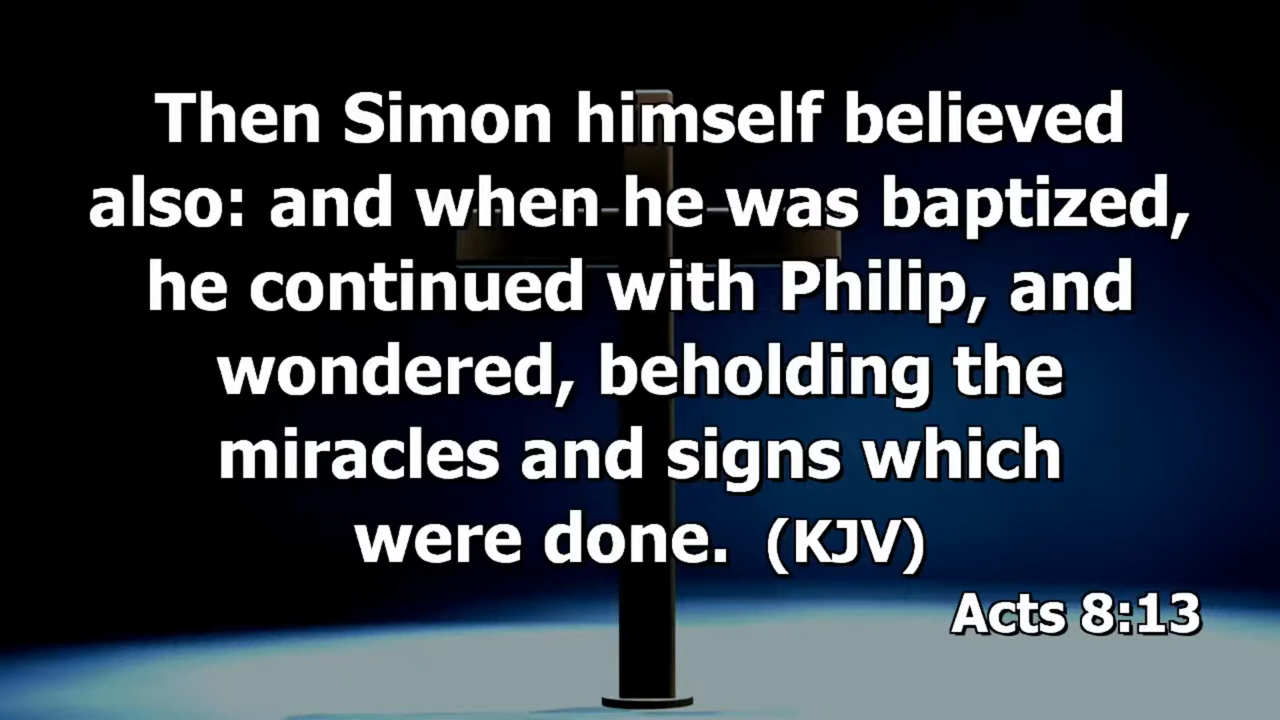 Then Simon himself believed
also: and when he was baptized,
he continued with Philip, and
wondered, beholding the
miracles and signs which
were done. (KJV)
Acts 8:13